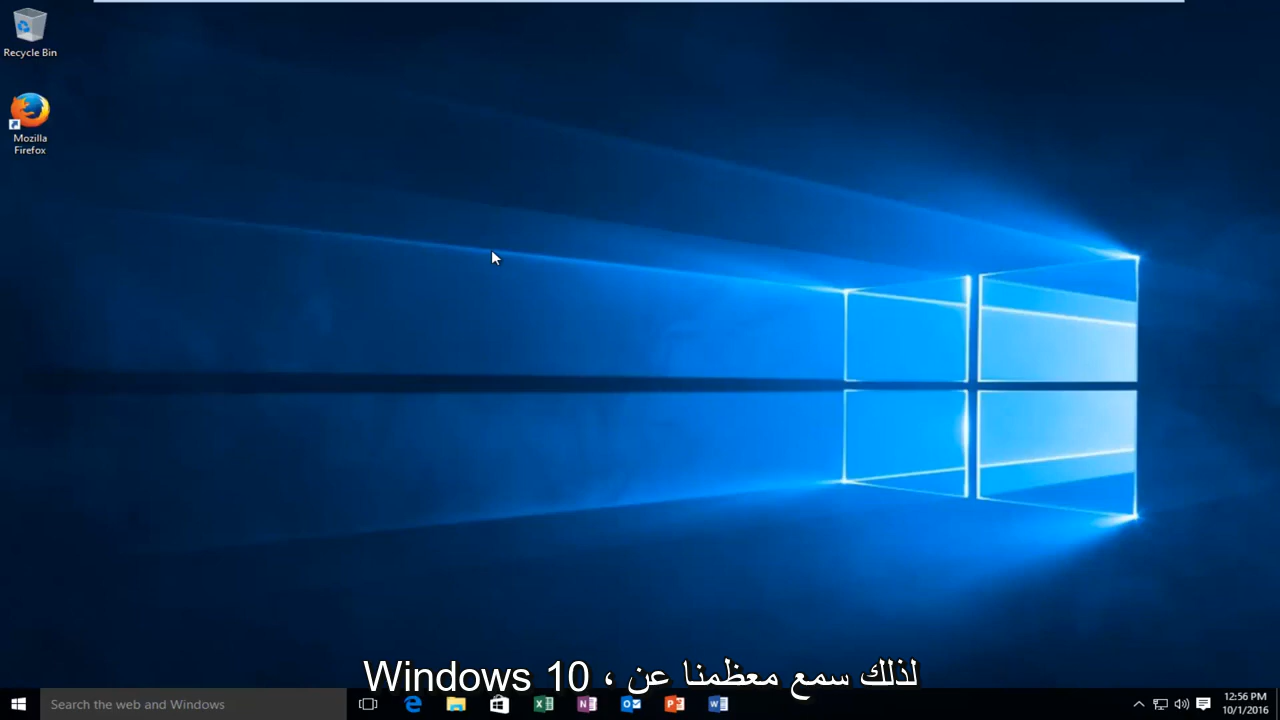 Recycle Bin
Mozilla
Firefox
لذلك سمع معظمنا عن ، Windows 10
Search the web and Windows
12:56 PM
10/1/2016